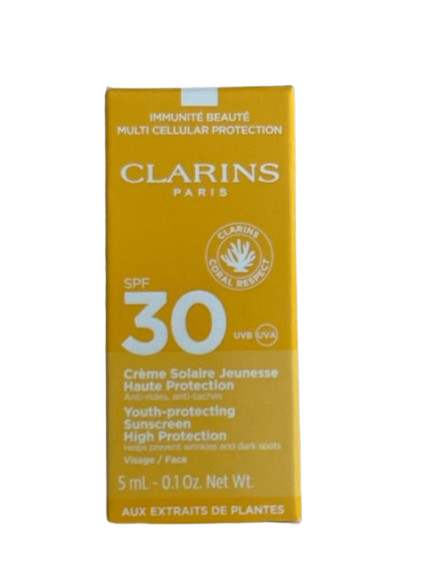 IMMUNITÉ BEAUTÉ
MULTI CELLULAR PROTECTION
CLARINS
PARIS
CLARINS
CORAL RESPECT
SPF
30
UVB UVA
Crème Solaire Jeunesse
Haute Protection
Anti-rides, anti-taches
Youth-protecting
Sunscreen
High Protection
Helps prevent wrinkles and dark spots
Visage / Face
5 mL - 0.1 Oz. Net Wt.
AUX EXTRAITS DE PLANTES